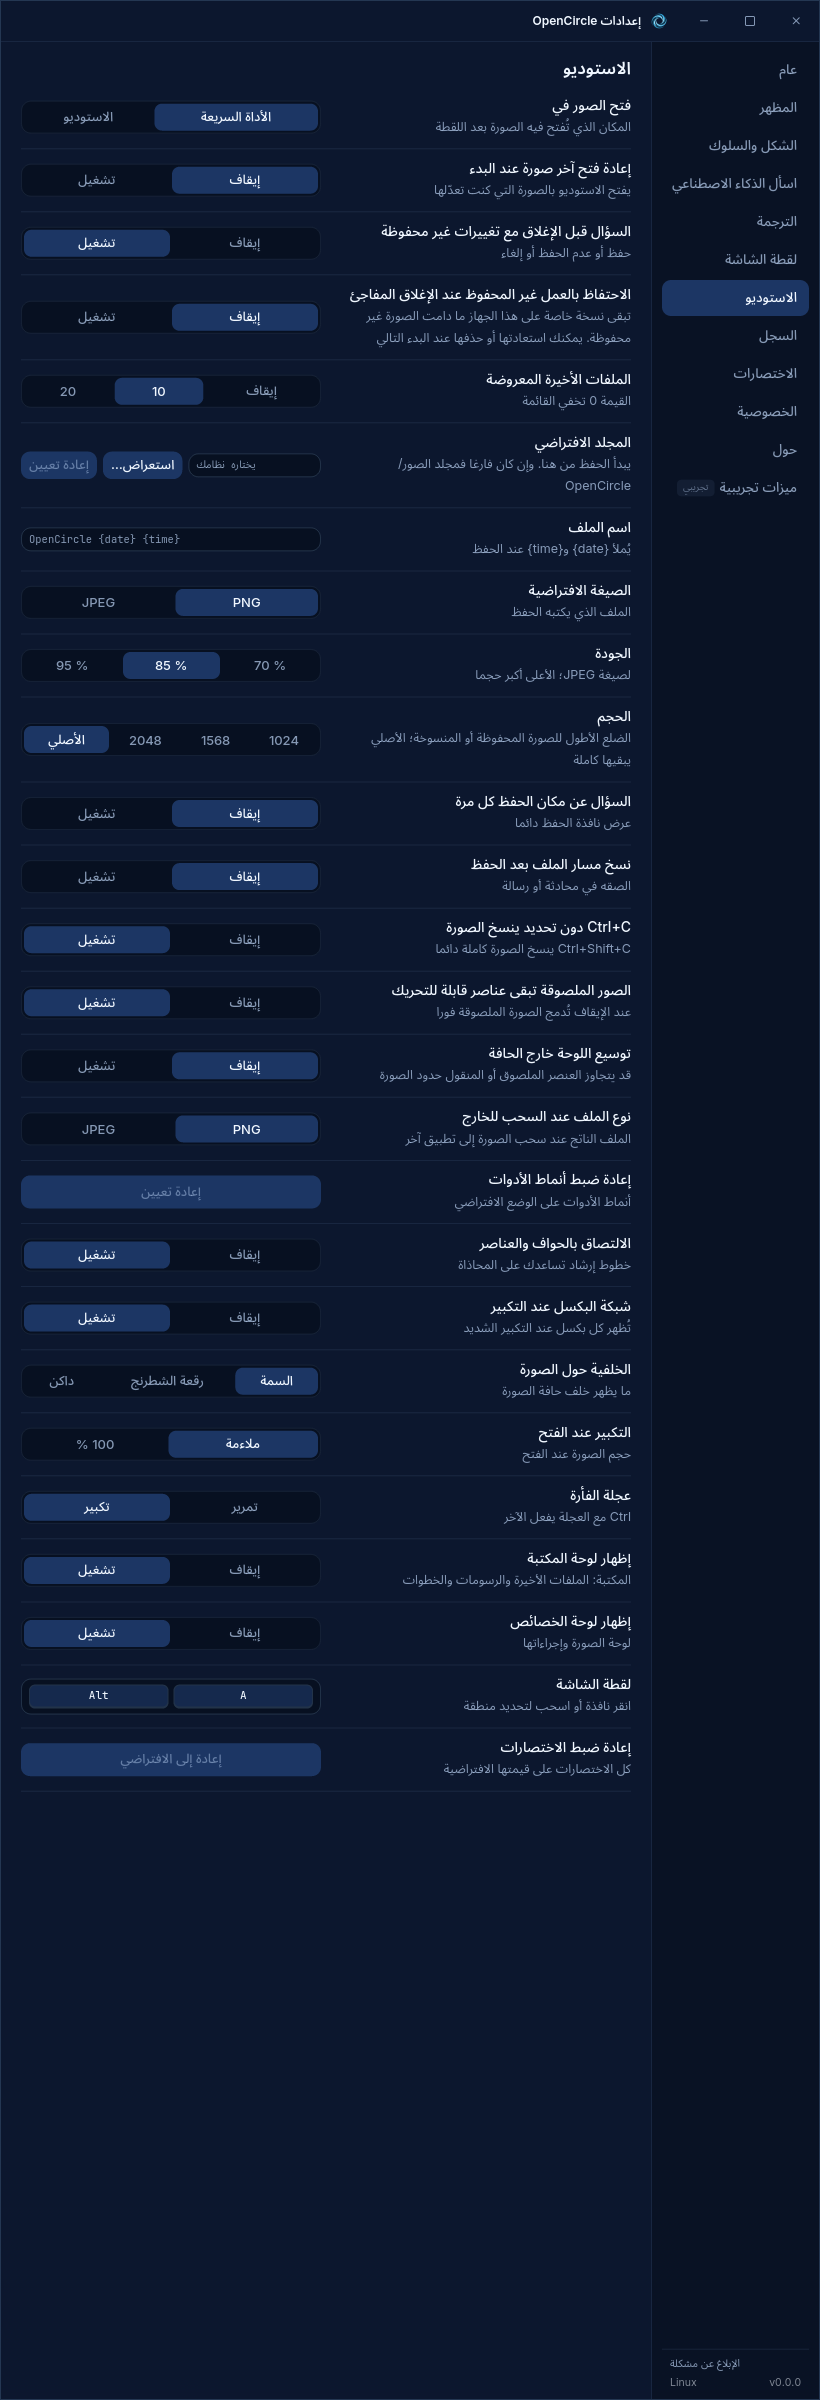 إعدادات OpenCircle
عام
المظهر
الشكل والسلوك
اسأل الذكاء الاصطناعي
الترجمة
لقطة الشاشة
الاستوديو
السجل
الاختصارات
الخصوصية
حول
ميزات تجريبية تجريبي
الإبلاغ عن مشكلة
v0.0.0 Linux
الاستوديو
فتح الصور في
المكان الذي تُفتح فيه الصورة بعد اللقطة
الأداة السريعة الاستوديو
إعادة فتح آخر صورة عند البدء
يفتح الاستوديو بالصورة التي كنت تعدّلها
إيقاف تشغيل
السؤال قبل الإغلاق مع تغييرات غير محفوظة
حفظ أو عدم الحفظ أو إلغاء
إيقاف تشغيل
الاحتفاظ بالعمل غير المحفوظ عند الإغلاق المفاجئ
تبقى نسخة خاصة على هذا الجهاز ما دامت الصورة غير
محفوظة. يمكنك استعادتها أو حذفها عند البدء التالي
إيقاف تشغيل
الملفات الأخيرة المعروضة
القيمة 0 تخفي القائمة
إيقاف 10 20
المجلد الافتراضي
يبدأ الحفظ من هنا. وإن كان فارغا فمجلد الصور/
OpenCircle
يختاره نظامك استعراض... إعادة تعيين
اسم الملف
يُملأ {date} و{time} عند الحفظ
OpenCircle {date} {time}
الصيغة الافتراضية
الملف الذي يكتبه الحفظ
PNG JPEG
الجودة
لصيغة JPEG؛ الأعلى أكبر حجما
70 % 85 % 95 %
الحجم
الضلع الأطول للصورة المحفوظة أو المنسوخة؛ الأصلي
يبقيها كاملة
1024 1568 2048 الأصلي
السؤال عن مكان الحفظ كل مرة
عرض نافذة الحفظ دائما
إيقاف تشغيل
نسخ مسار الملف بعد الحفظ
الصقه في محادثة أو رسالة
إيقاف تشغيل
Ctrl+C دون تحديد ينسخ الصورة
Ctrl+Shift+C ينسخ الصورة كاملة دائما
إيقاف تشغيل
الصور الملصوقة تبقى عناصر قابلة للتحريك
عند الإيقاف تُدمج الصورة الملصوقة فورا
إيقاف تشغيل
توسيع اللوحة خارج الحافة
قد يتجاوز العنصر الملصوق أو المنقول حدود الصورة
إيقاف تشغيل
نوع الملف عند السحب للخارج
الملف الناتج عند سحب الصورة إلى تطبيق آخر
PNG JPEG
إعادة ضبط أنماط الأدوات
أنماط الأدوات على الوضع الافتراضي
إعادة تعيين
الالتصاق بالحواف والعناصر
خطوط إرشاد تساعدك على المحاذاة
إيقاف تشغيل
شبكة البكسل عند التكبير
تُظهر كل بكسل عند التكبير الشديد
إيقاف تشغيل
الخلفية حول الصورة
ما يظهر خلف حافة الصورة
السمة رقعة الشطرنج داكن
التكبير عند الفتح
حجم الصورة عند الفتح
ملاءمة 100 %
عجلة الفأرة
Ctrl مع العجلة يفعل الآخر
تمرير تكبير
إظهار لوحة المكتبة
المكتبة: الملفات الأخيرة والرسومات والخطوات
إيقاف تشغيل
إظهار لوحة الخصائص
لوحة الصورة وإجراءاتها
إيقاف تشغيل
لقطة الشاشة
انقر نافذة أو اسحب لتحديد منطقة
Alt A
إعادة ضبط الاختصارات
كل الاختصارات على قيمتها الافتراضية
إعادة إلى الافتراضي